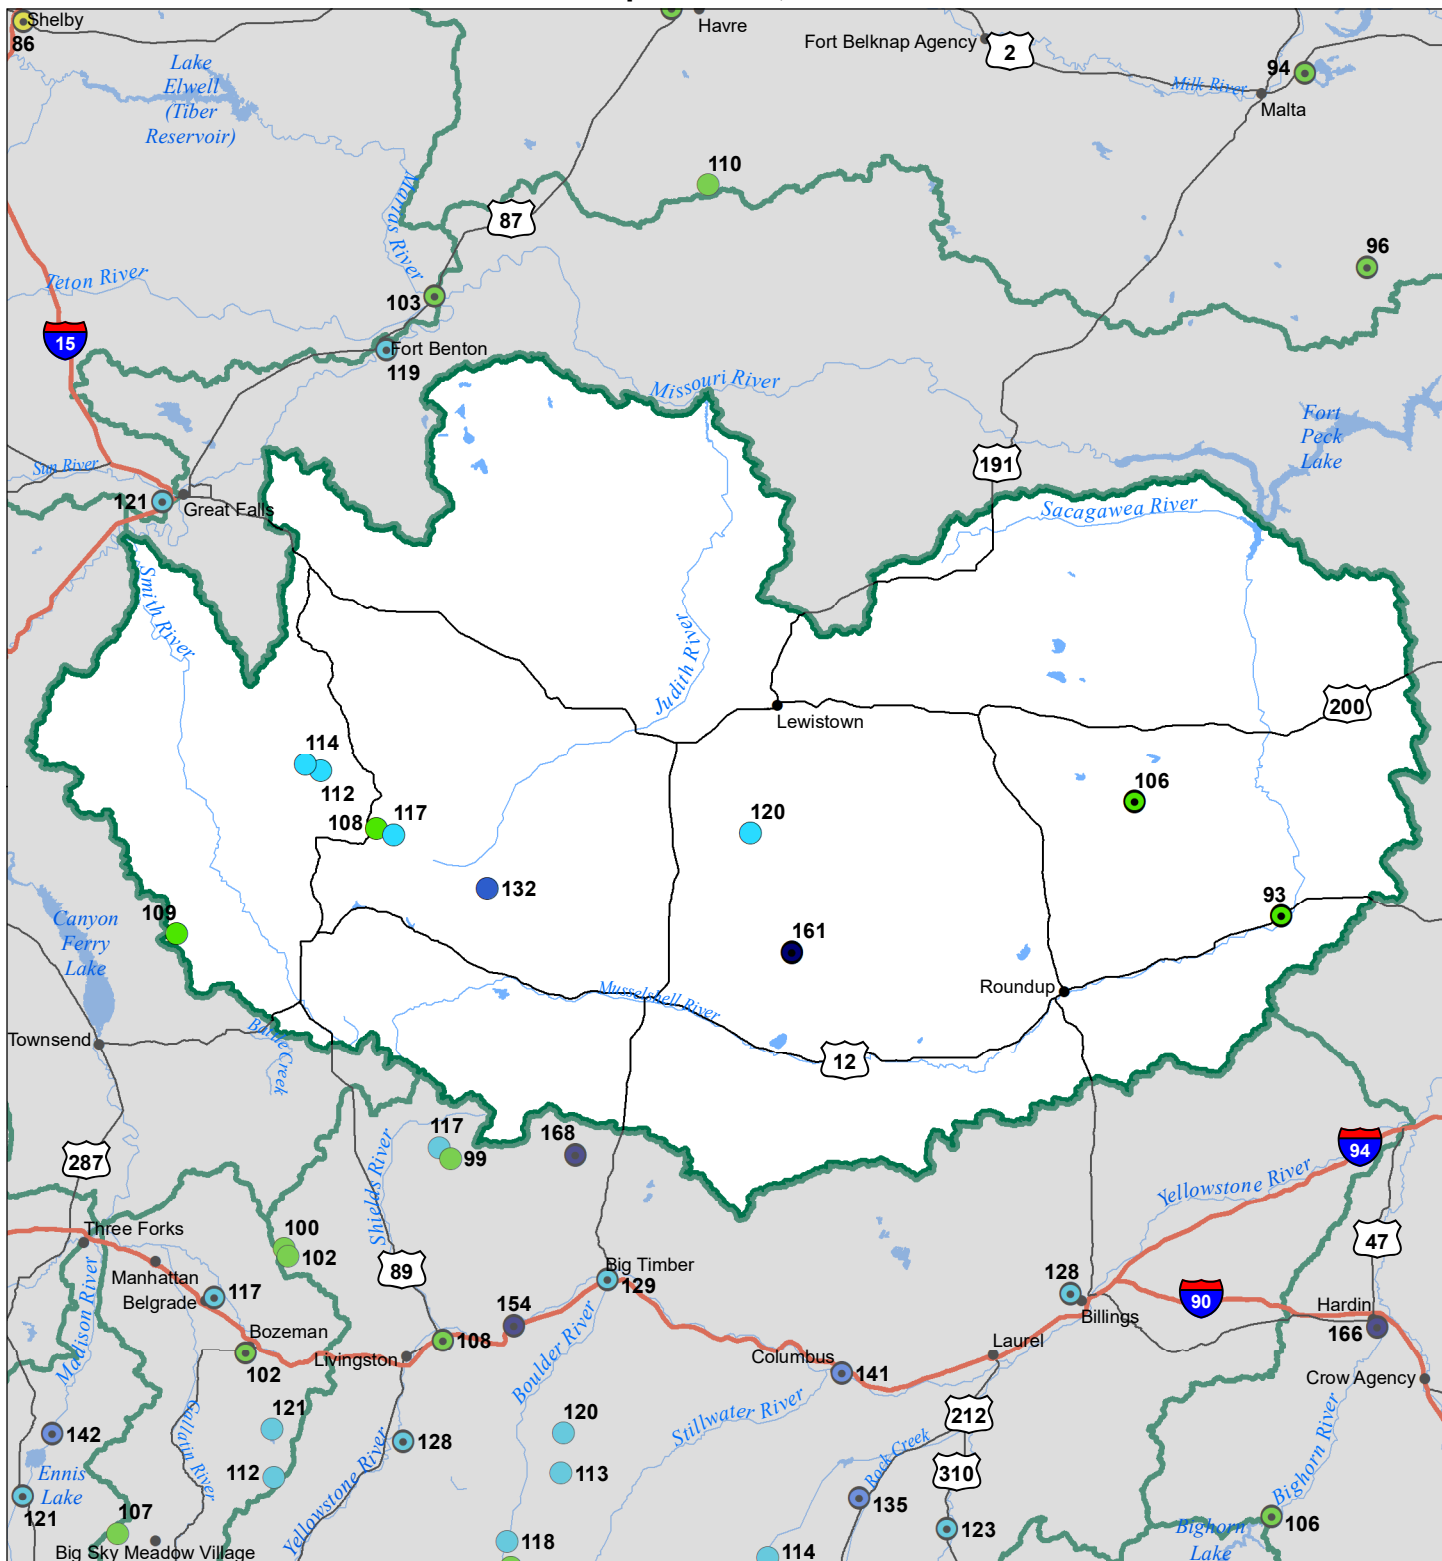 Shelby
86
Havre
Fort Belknap Agency
2
94
Milk River
Malta
Lake
Elwell
(Tiber
Reservoir)
110
Marias River
87
96
Teton River
103
15
Fort Benton
119
Missouri River
Fort
Peck
Lake
Sun River
191
121
Great Falls
Sacagawea River
Smith River
Judith River
200
Lewistown
114
112
106
108
117
120
132
93
109
Canyon
Ferry
Lake
161
Roundup
Musselshell River
Battle Creek
Townsend
12
117
99
168
94
287
Shields River
Yellowstone River
Three Forks
100
102
47
Manhattan
Belgrade
117
89
Big Timber
129
128
Billings
90
Hardin
166
Madison River
Bozeman
102
154
108
Livingston
Boulder River
Columbus
141
Laurel
Crow Agency
142
121
Gallatin River
128
120
Stillwater River
212
Ennis
Lake
112
113
Rock Creek
310
Bighorn River
121
107
Yellowstone River
135
123
106
Big Sky Meadow Village
118
114
Bighorn
Lake